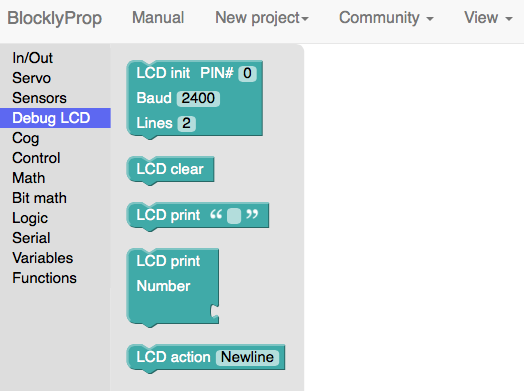 BlocklyProp Manual New project Community View
In/Out
Servo
Sensors
Debug LCD
Cog
Control
Math
Bit math
Logic
Serial
Variables
Functions
LCD init PIN# 0
Baud 2400
Lines 2
LCD clear
LCD print “ ”
LCD print
Number
LCD action Newline